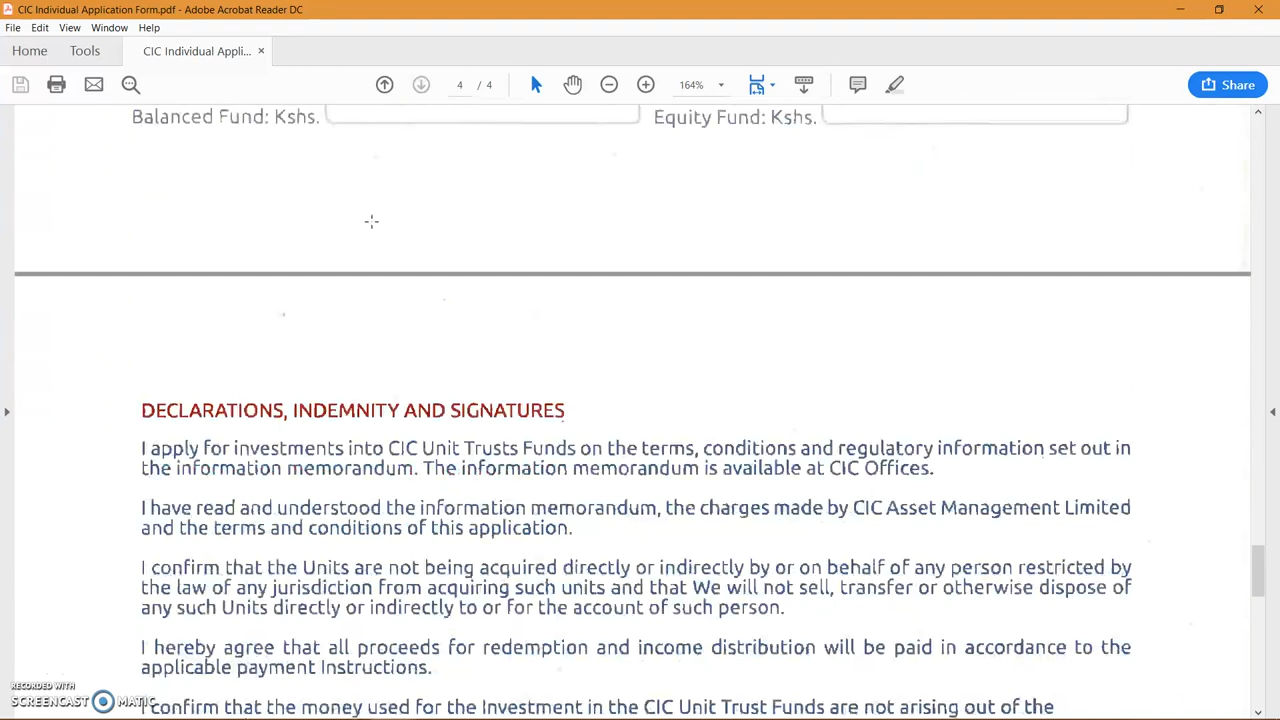 CIC Individual Application Form.pdf - Adobe Acrobat Reader DC
File Edit View Window Help
Home Tools CIC Individual Appli... ×
4 / 4 164% Share
Balanced Fund: Kshs. Equity Fund: Kshs.
DECLARATIONS, INDEMNITY AND SIGNATURES
I apply for investments into CIC Unit Trusts Funds on the terms, conditions and regulatory information set out in
the information memorandum. The information memorandum is available at CIC Offices.
I have read and understood the information memorandum, the charges made by CIC Asset Management Limited
and the terms and conditions of this application.
I confirm that the Units are not being acquired directly or indirectly by or on behalf of any person restricted by
the law of any jurisdiction from acquiring such units and that We will not sell, transfer or otherwise dispose of
any such Units directly or indirectly to or for the account of such person.
I hereby agree that all proceeds for redemption and income distribution will be paid in accordance to the
applicable payment Instructions.
I confirm that the money used for the Investment in the CIC Unit Trust Funds are not arising out of the
RECORDED WITH
SCREENCAST MATIC